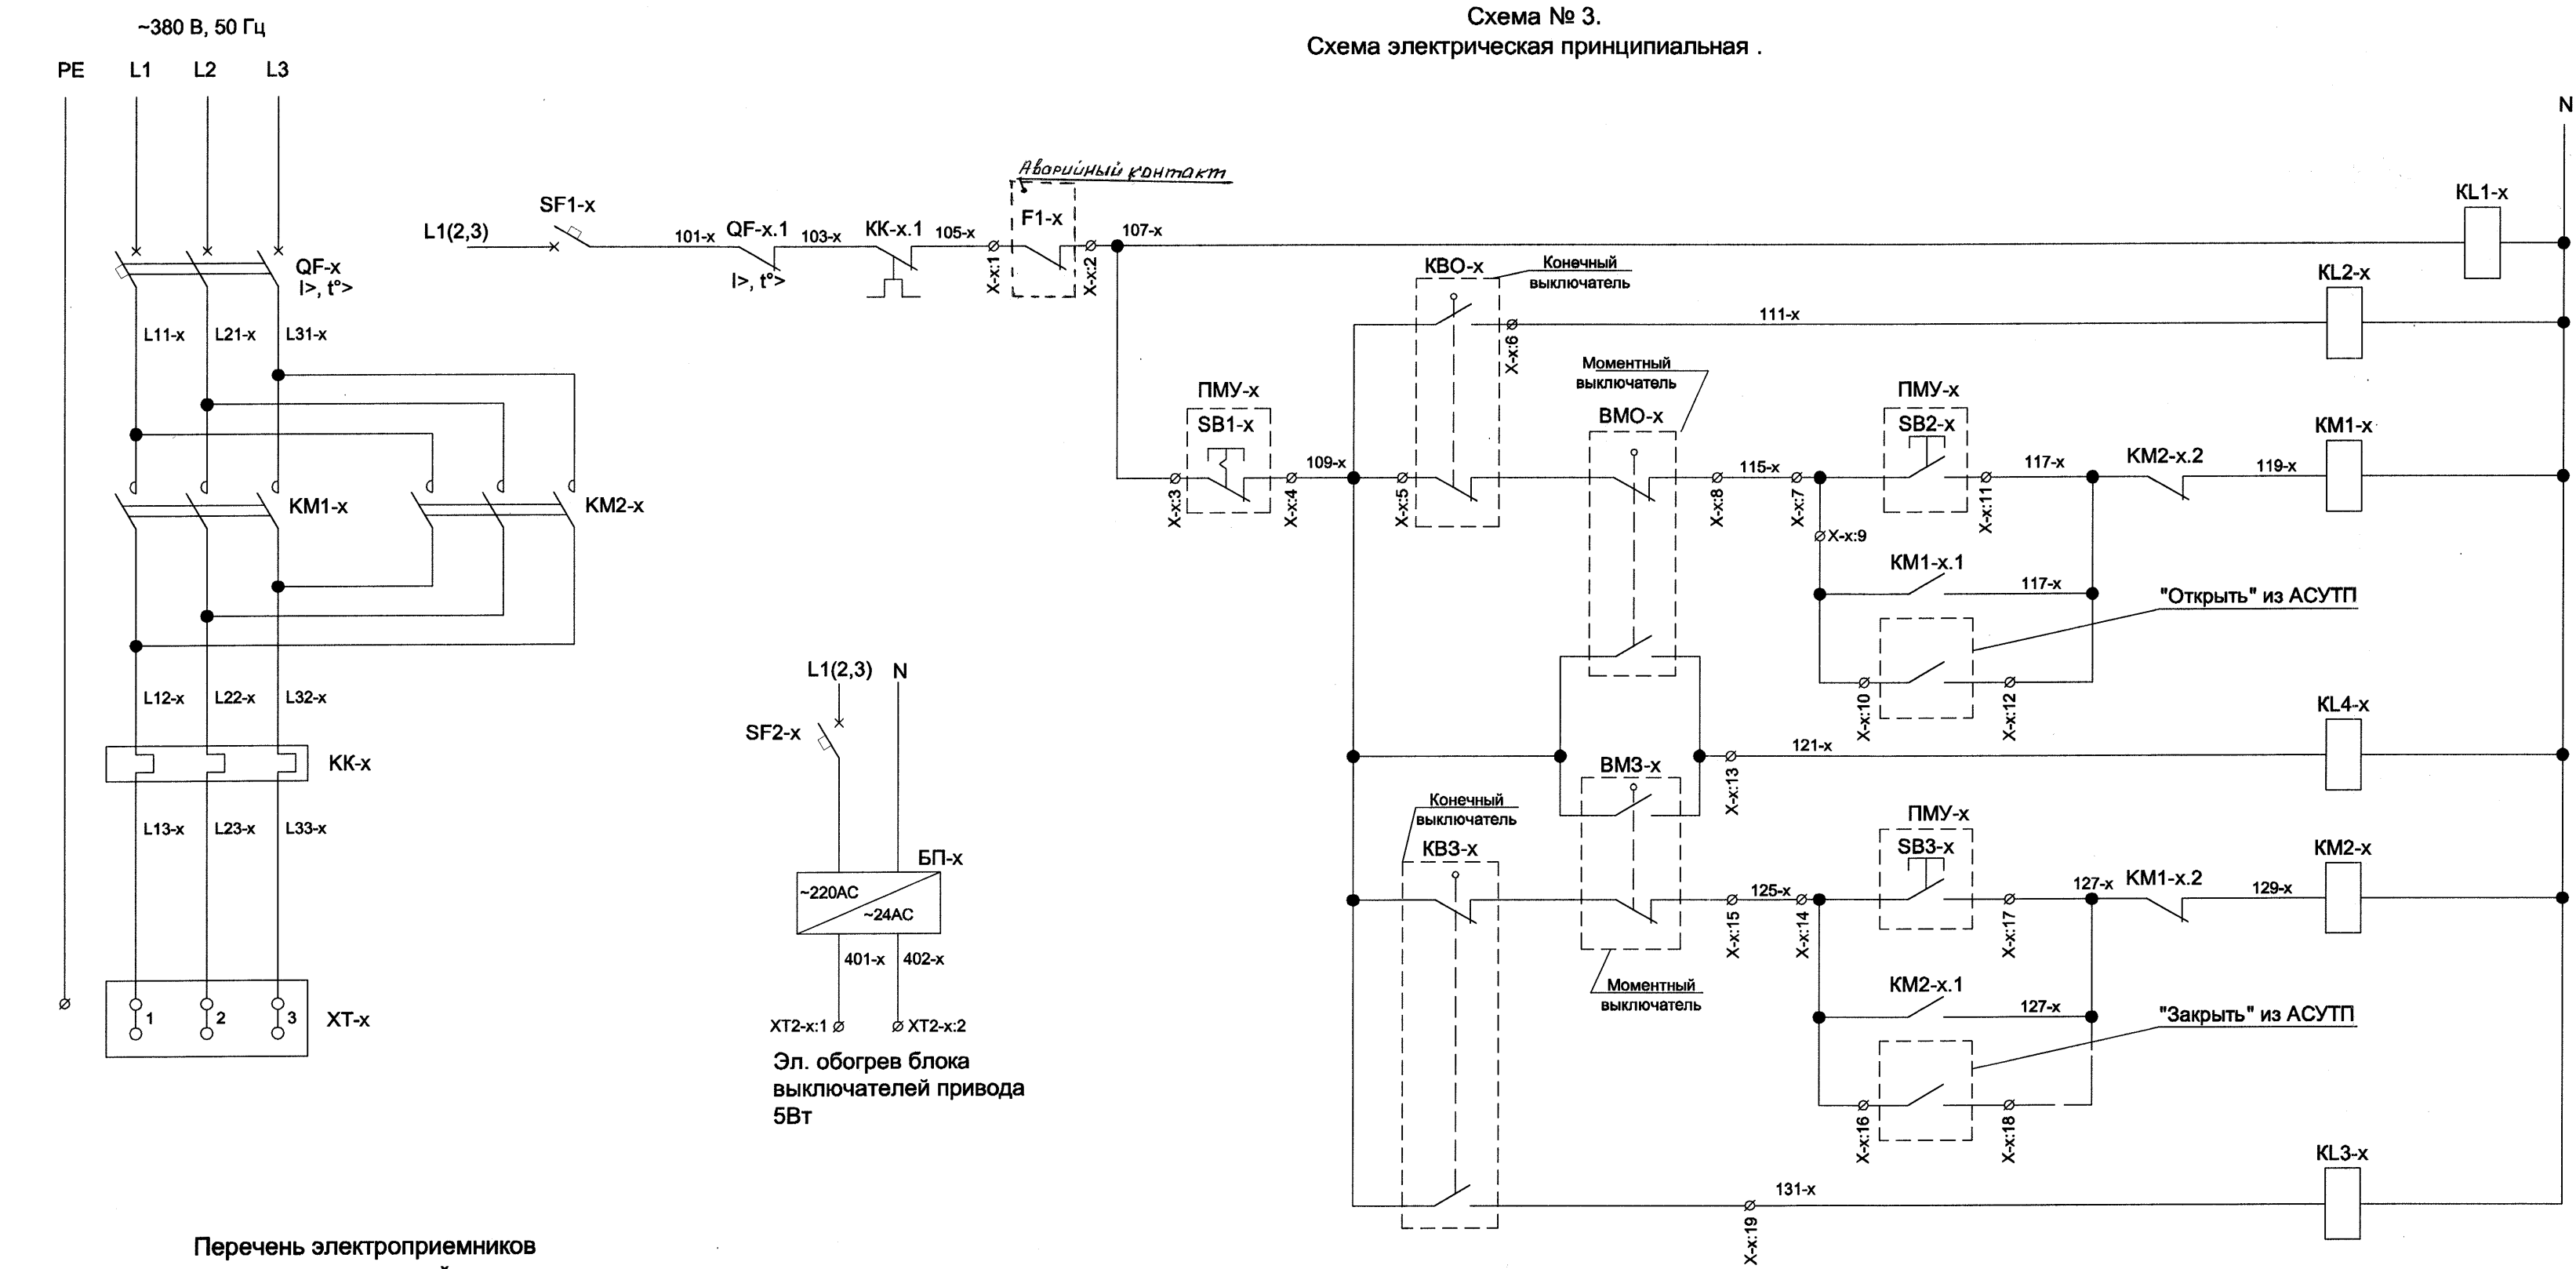 Схема № 3.
Схема электрическая принципиальная .
~380 В, 50 Гц
PE
L1
L2
L3
N
QF-x
I>, t°>
L11-x
L21-x
L31-x
KM1-x
KM2-x
L12-x
L22-x
L32-x
КК-х
L13-x
L23-x
L33-x
1
2
3
XT-x
L1(2,3)
SF1-x
101-x
QF-x.1
I>, t°>
103-x
КК-х.1
105-x
X-x:1
Аварийный контакт
F1-x
X-x:2
107-x
KL1-x
КВО-х
Конечный
выключатель
X-x:6
111-x
KL2-x
X-x:3
ПМУ-х
SB1-x
X-x:4
109-x
X-x:5
Моментный
выключатель
ВМО-х
X-x:8
115-x
X-x:7
ПМУ-х
SB2-x
X-x:11
117-x
KM2-x.2
119-x
KM1-x
X-x:9
KM1-x.1
117-x
"Открыть" из АСУТП
X-x:10
X-x:12
X-x:13
121-x
KL4-x
L1(2,3)
N
SF2-x
БП-х
~220AC
~24AC
401-x
402-x
XT2-x:1
XT2-x:2
Эл. обогрев блока
выключателей привода
5Вт
Конечный
выключатель
КВЗ-х
ВМЗ-х
Моментный
выключатель
X-x:15
125-x
X-x:14
ПМУ-х
SB3-x
X-x:17
127-x
KM1-x.2
129-x
KM2-x
KM2-x.1
127-x
"Закрыть" из АСУТП
X-x:16
X-x:18
X-x:19
131-x
KL3-x
Перечень электроприемников